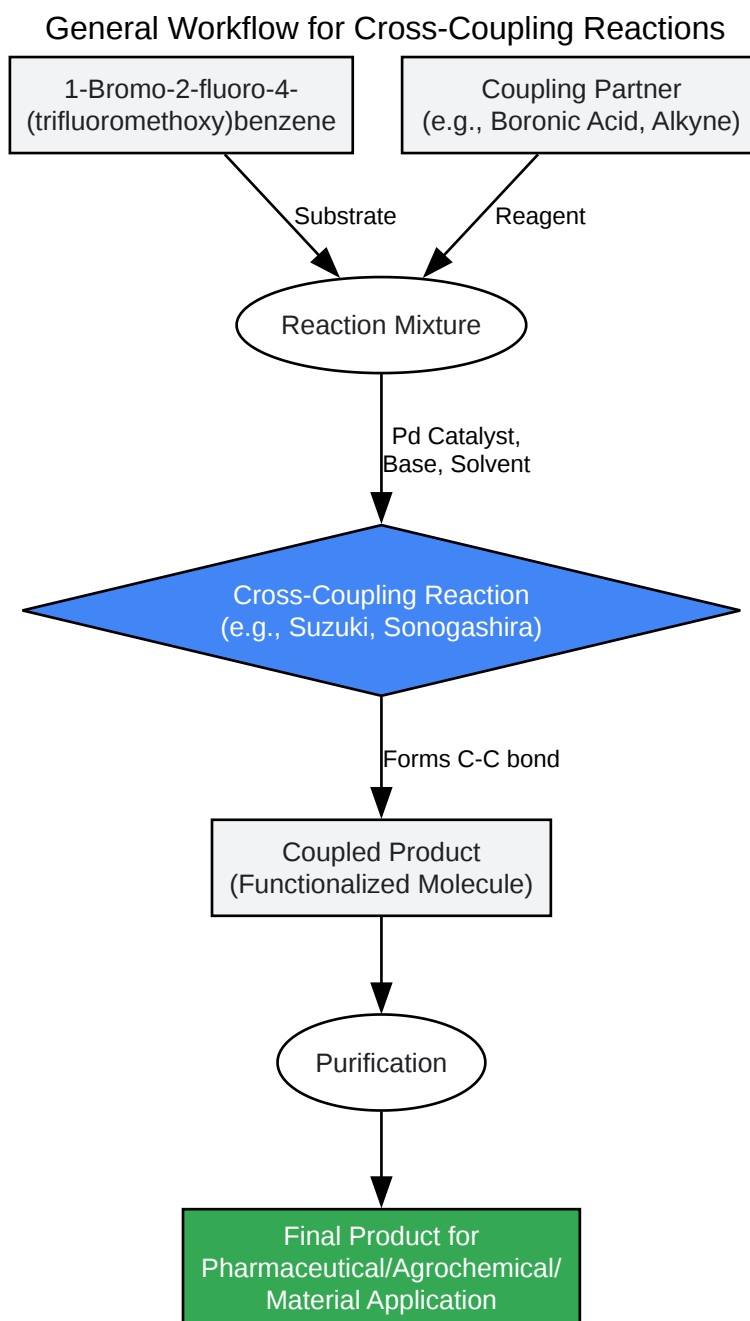 General Workflow for Cross-Coupling Reactions
1-Bromo-2-fluoro-4-
(trifluoromethoxy)benzene
Coupling Partner
(e.g., Boronic Acid, Alkyne)
Substrate
Reagent
Reaction Mixture
Pd Catalyst,
Base, Solvent
Cross-Coupling Reaction
(e.g., Suzuki, Sonogashira)
Forms C-C bond
Coupled Product
(Functionalized Molecule)
Purification
Final Product for
Pharmaceutical/Agrochemical/
Material Application